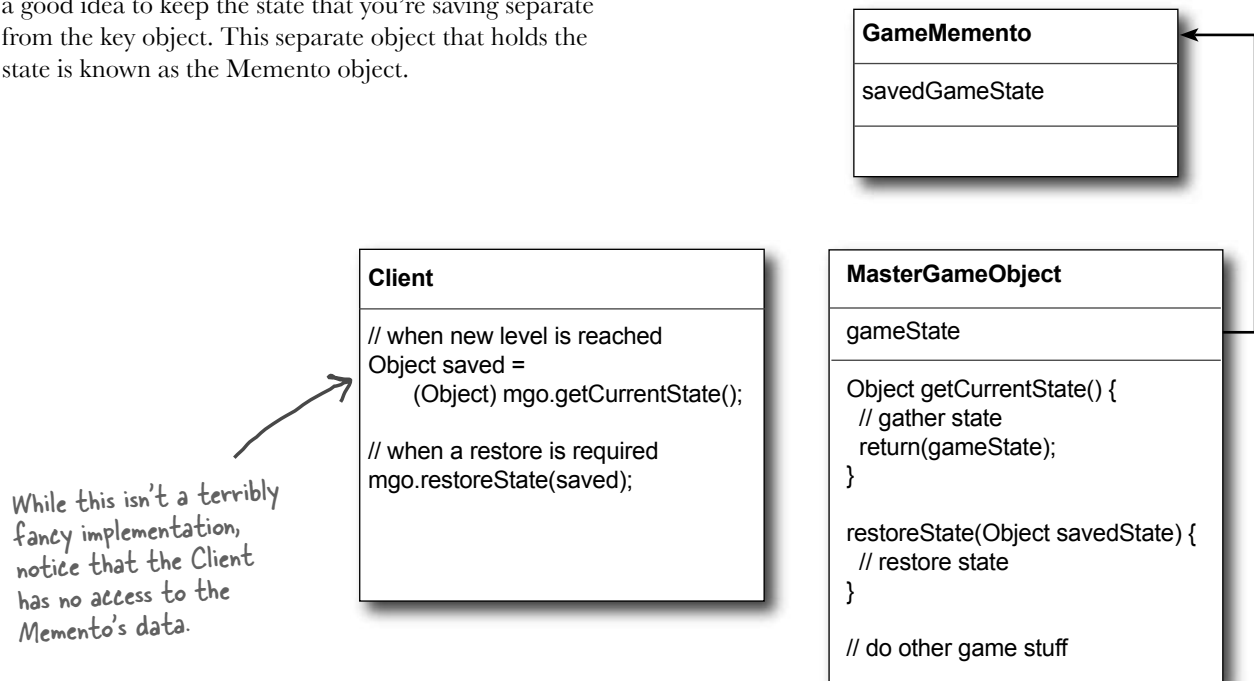 a good idea to keep the state that you're saving separate
from the key object. This separate object that holds the
state is known as the Memento object.
GameMemento
savedGameState
Client
// when new level is reached
Object saved =
(Object) mgo.getCurrentState();
// when a restore is required
mgo.restoreState(saved);
While this isn't a terribly
fancy implementation,
notice that the Client
has no access to the
Memento's data.
MasterGameObject
gameState
Object getCurrentState() {
// gather state
return(gameState);
}
restoreState(Object savedState) {
// restore state
}
// do other game stuff